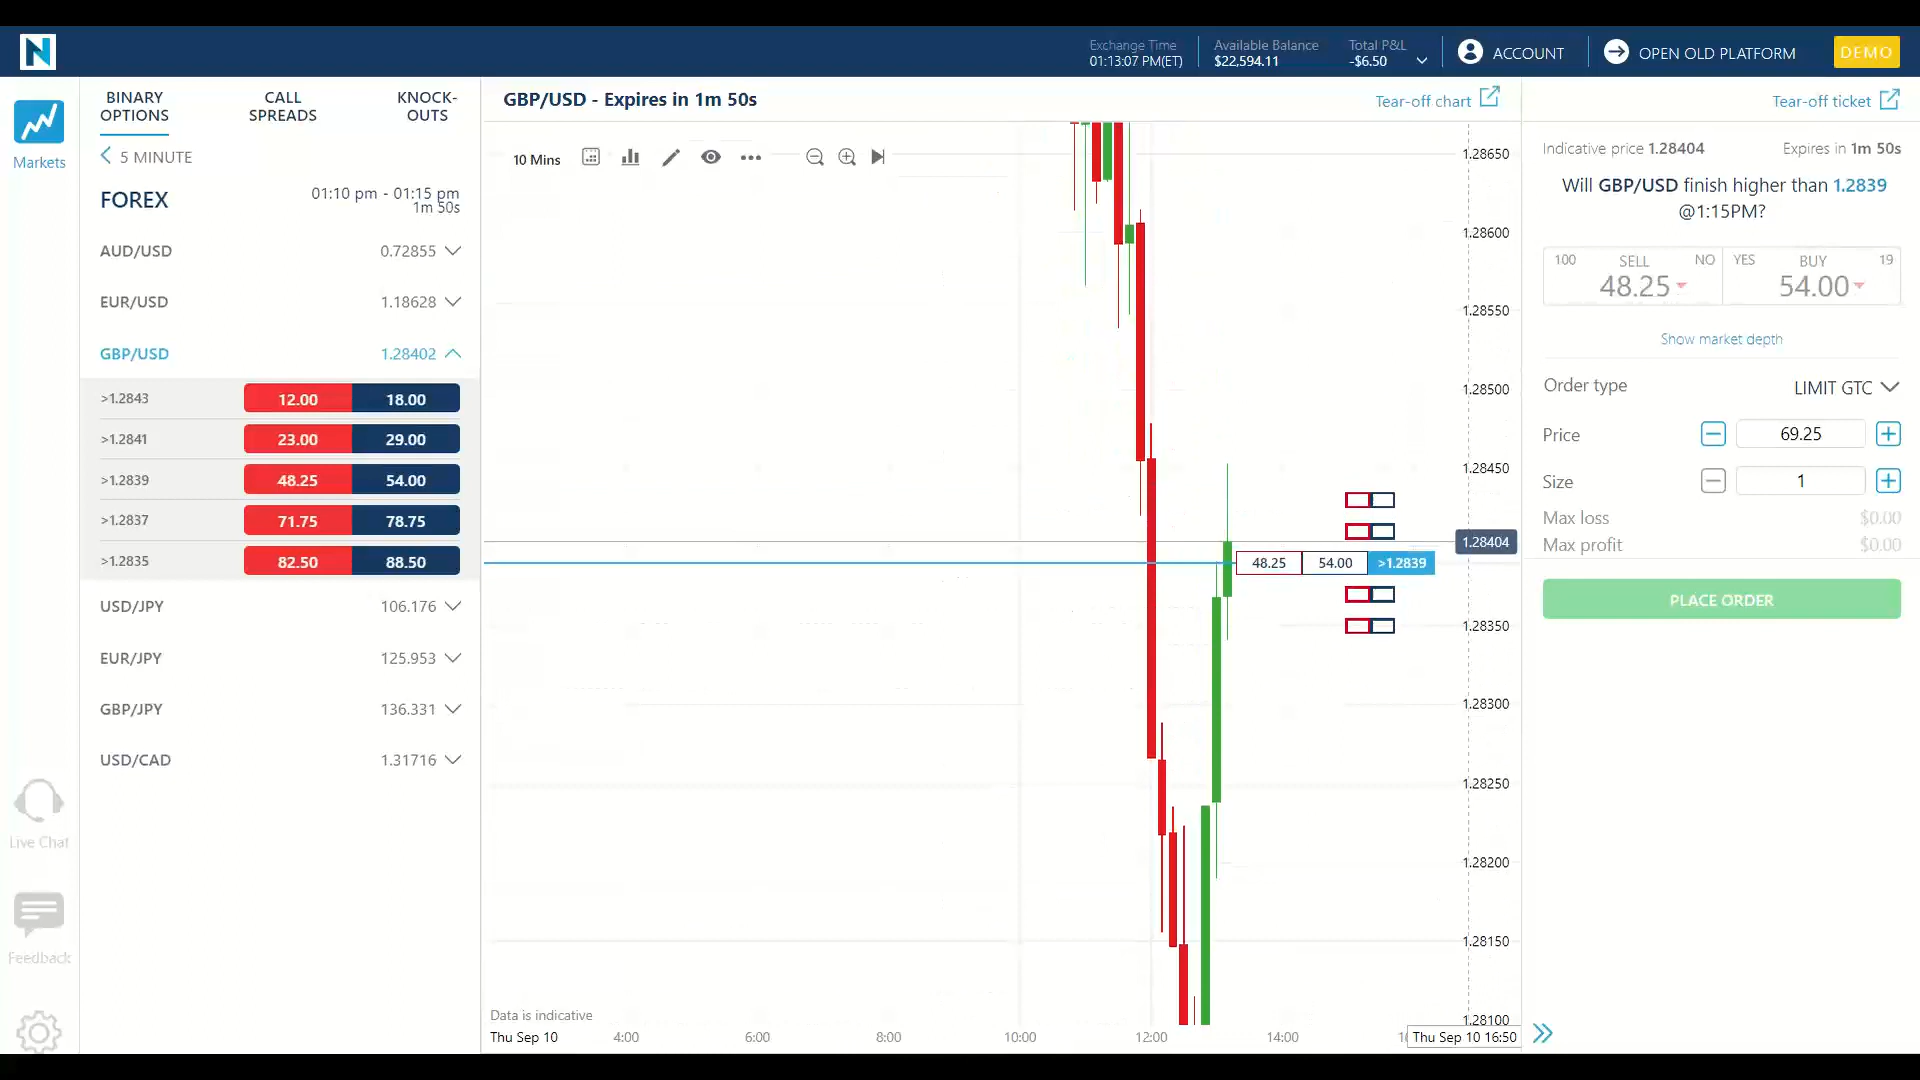 Exchange Time
01:13:07 PM(ET)
Available Balance
$22,594.11
Total P&L
-$6.50
ACCOUNT
OPEN OLD PLATFORM
DEMO
Markets
Live Chat
Feedback
BINARY OPTIONS
CALL SPREADS
KNOCK-OUTS
5 MINUTE
FOREX
01:10 pm - 01:15 pm
1m 50s
AUD/USD 0.72855
EUR/USD 1.18628
GBP/USD 1.28402
>1.2843 12.00 18.00
>1.2841 23.00 29.00
>1.2839 48.25 54.00
>1.2837 71.75 78.75
>1.2835 82.50 88.50
USD/JPY 106.176
EUR/JPY 125.953
GBP/JPY 136.331
USD/CAD 1.31716
GBP/USD - Expires in 1m 50s
Tear-off chart
10 Mins
1.28650
1.28600
1.28550
1.28500
1.28450
1.28404
48.25 54.00 >1.2839
1.28350
1.28300
1.28250
1.28200
1.28150
1.28100
Data is indicative
Thu Sep 10 4:00 6:00 8:00 10:00 12:00 14:00 Thu Sep 10 16:50
Tear-off ticket
Indicative price 1.28404 Expires in 1m 50s
Will GBP/USD finish higher than 1.2839
@1:15PM?
100 SELL NO YES BUY 19
48.25 54.00
Show market depth
Order type LIMIT GTC
Price 69.25
Size 1
Max loss $0.00
Max profit $0.00
PLACE ORDER